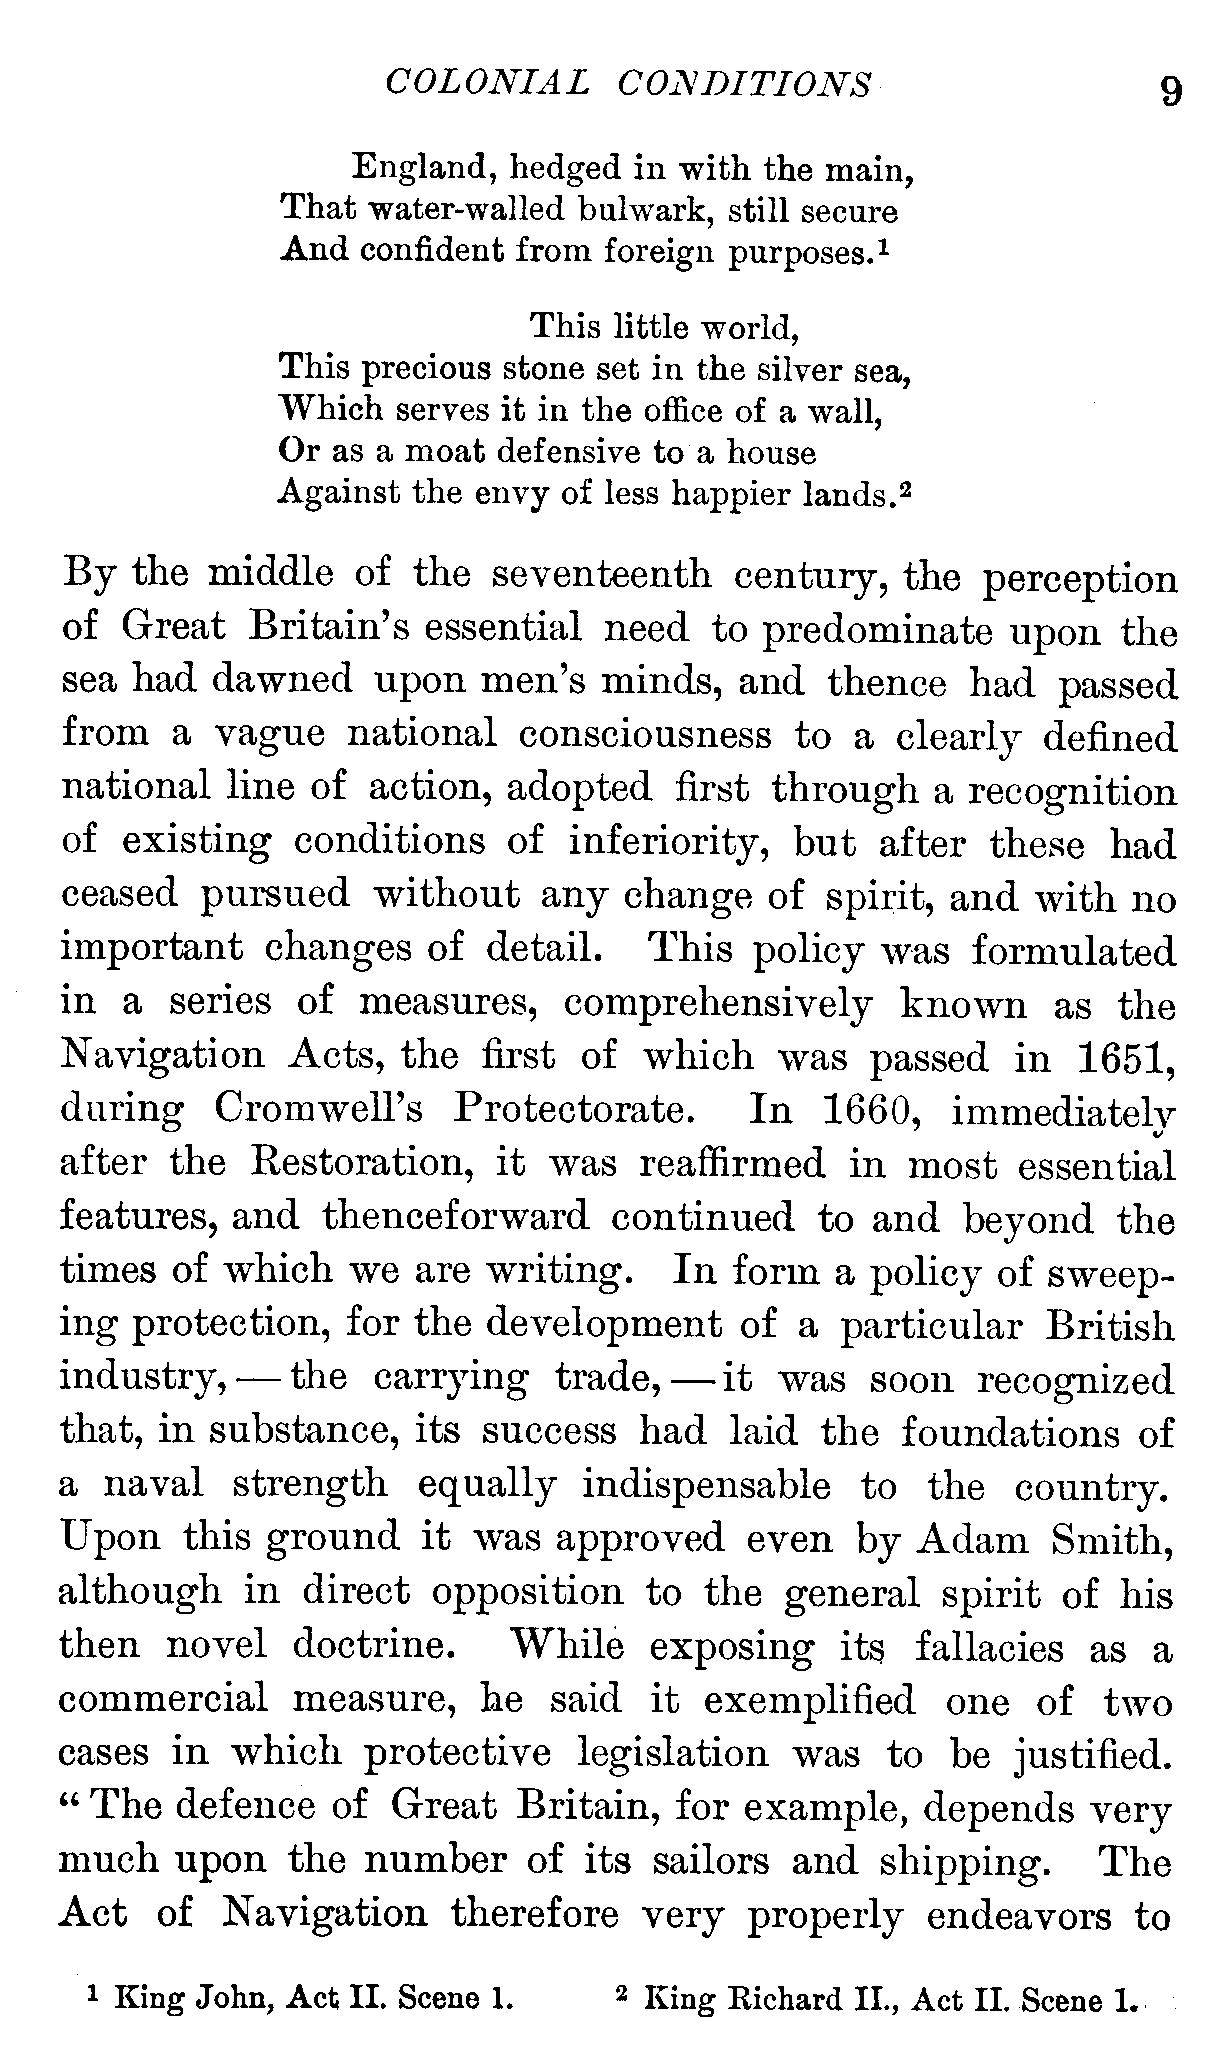 COLONIAL CONDITIONS 9
England, hedged in with the main,
That water-walled bulwark, still secure
And confident from foreign purposes.¹
This little world,
This precious stone set in the silver sea,
Which serves it in the office of a wall,
Or as a moat defensive to a house
Against the envy of less happier lands.²
By the middle of the seventeenth century, the perception
of Great Britain's essential need to predominate upon the
sea had dawned upon men's minds, and thence had passed
from a vague national consciousness to a clearly defined
national line of action, adopted first through a recognition
of existing conditions of inferiority, but after these had
ceased pursued without any change of spirit, and with no
important changes of detail. This policy was formulated
in a series of measures, comprehensively known as the
Navigation Acts, the first of which was passed in 1651,
during Cromwell's Protectorate. In 1660, immediately
after the Restoration, it was reaffirmed in most essential
features, and thenceforward continued to and beyond the
times of which we are writing. In form a policy of sweep-
ing protection, for the development of a particular British
industry, — the carrying trade, — it was soon recognized
that, in substance, its success had laid the foundations of
a naval strength equally indispensable to the country.
Upon this ground it was approved even by Adam Smith,
although in direct opposition to the general spirit of his
then novel doctrine. While exposing its fallacies as a
commercial measure, he said it exemplified one of two
cases in which protective legislation was to be justified.
“The defence of Great Britain, for example, depends very
much upon the number of its sailors and shipping. The
Act of Navigation therefore very properly endeavors to
¹ King John, Act II. Scene 1. ² King Richard II., Act II. Scene 1.